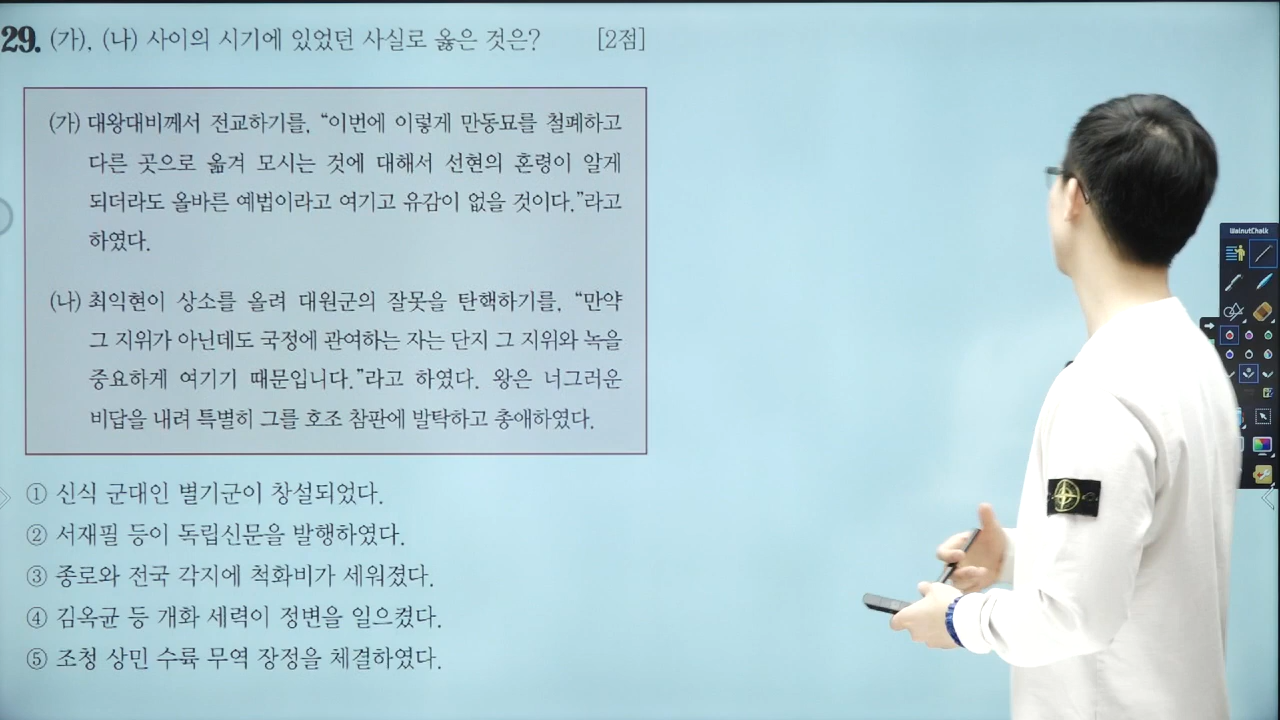 29. (가), (나) 사이의 시기에 있었던 사실로 옳은 것은? [2점]
(가) 대왕대비께서 전교하기를, “이번에 이렇게 만동묘를 철폐하고
다른 곳으로 옮겨 모시는 것에 대해서 선현의 혼령이 알게
되더라도 올바른 예법이라고 여기고 유감이 없을 것이다.”라고
하였다.
(나) 최익현이 상소를 올려 대원군의 잘못을 탄핵하기를, “만약
그 지위가 아닌데도 국정에 관여하는 자는 단지 그 지위와 녹을
중요하게 여기기 때문입니다.”라고 하였다. 왕은 너그러운
비답을 내려 특별히 그를 호조 참판에 발탁하고 총애하였다.
① 신식 군대인 별기군이 창설되었다.
② 서재필 등이 독립신문을 발행하였다.
③ 종로와 전국 각지에 척화비가 세워졌다.
④ 김옥균 등 개화 세력이 정변을 일으켰다.
⑤ 조청 상민 수륙 무역 장정을 체결하였다.
WalnutChalk